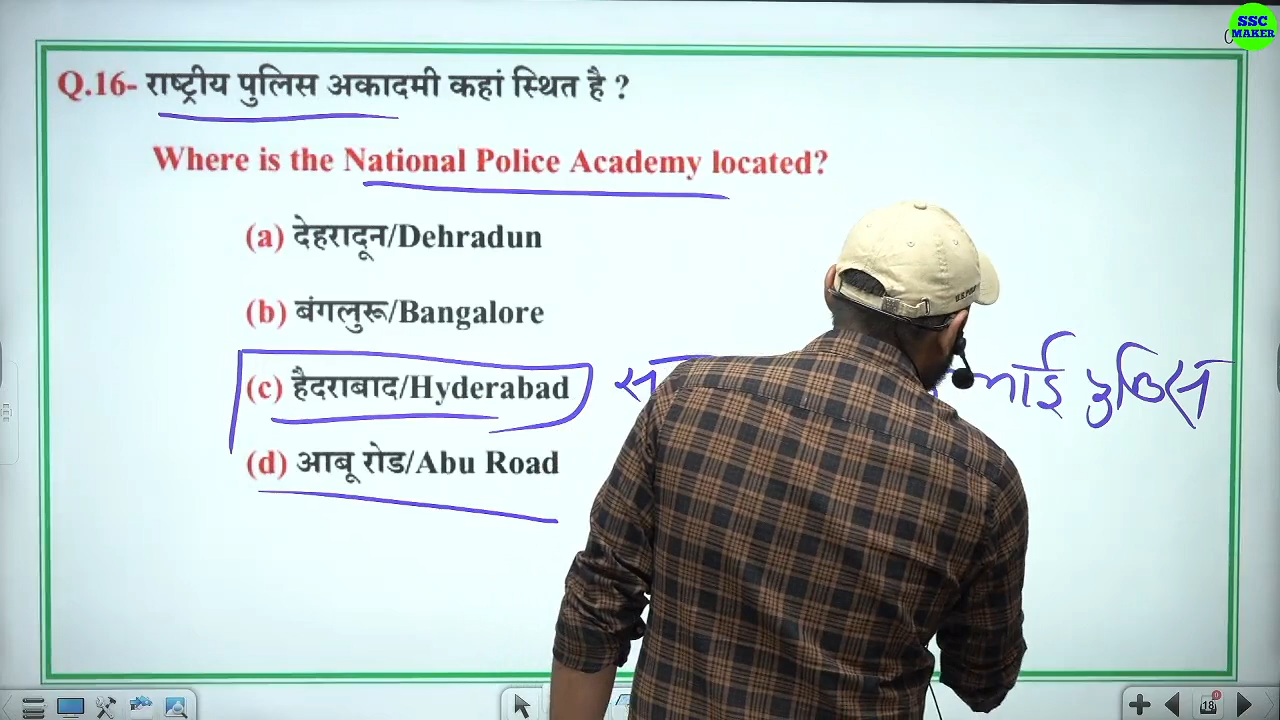 SSC
MAKER
Q.16- राष्ट्रीय पुलिस अकादमी कहां स्थित है ?
Where is the National Police Academy located?
(a) देहरादून/Dehradun
(b) बंगलुरू/Bangalore
(c) हैदराबाद/Hyderabad
(d) आबू रोड/Abu Road
18